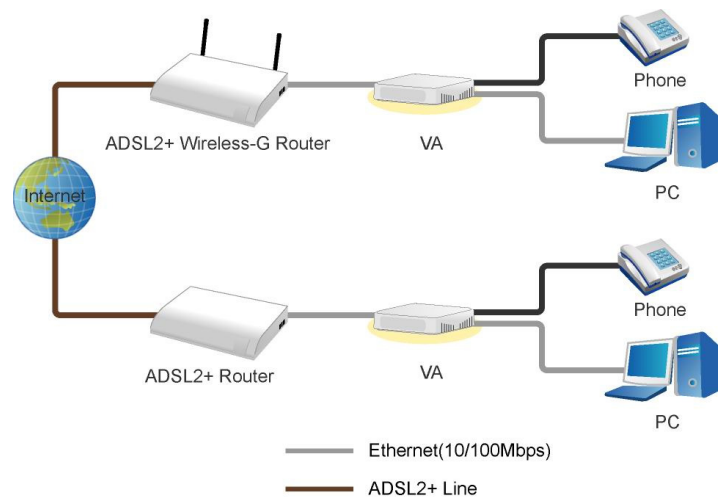 Phone
ADSL2+ Wireless-G Router
VA
PC
Internet
Phone
ADSL2+ Router
VA
PC
Ethernet(10/100Mbps)
ADSL2+ Line